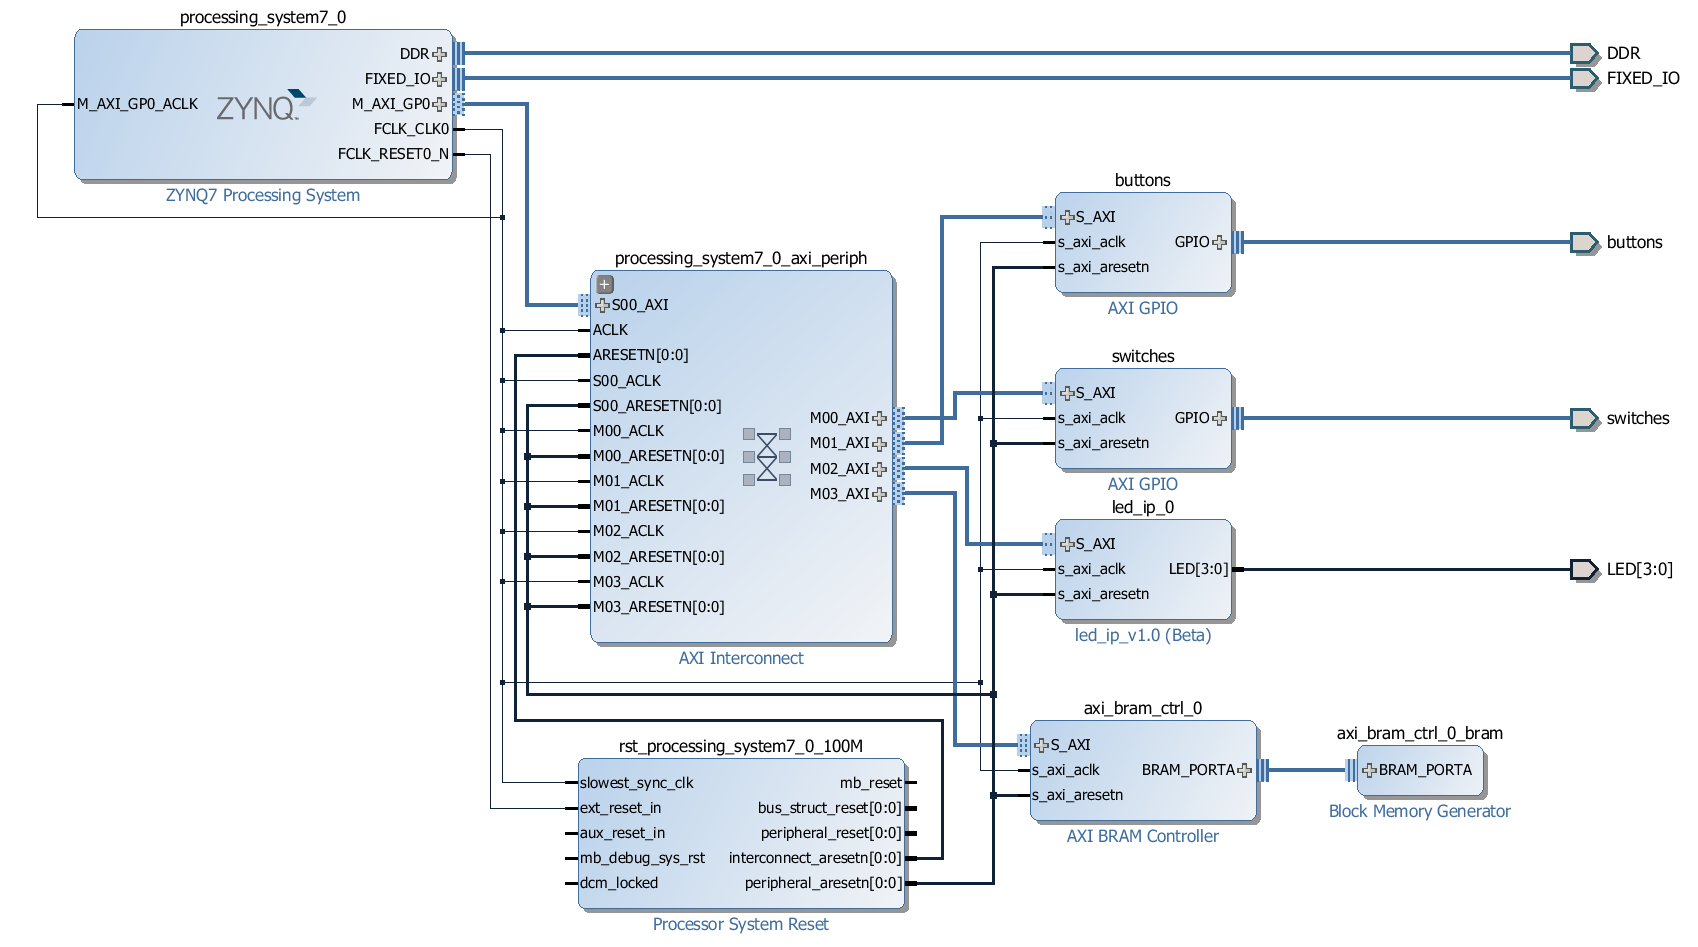 processing_system7_0
M_AXI_GP0_ACLK
ZYNQ
DDR
FIXED_IO
M_AXI_GP0
FCLK_CLK0
FCLK_RESET0_N
ZYNQ7 Processing System
DDR
FIXED_IO
processing_system7_0_axi_periph
S00_AXI
ACLK
ARESETN[0:0]
S00_ACLK
S00_ARESETN[0:0]
M00_ACLK
M00_ARESETN[0:0]
M01_ACLK
M01_ARESETN[0:0]
M02_ACLK
M02_ARESETN[0:0]
M03_ACLK
M03_ARESETN[0:0]
M00_AXI
M01_AXI
M02_AXI
M03_AXI
AXI Interconnect
buttons
S_AXI
s_axi_aclk
s_axi_aresetn
GPIO
AXI GPIO
buttons
switches
S_AXI
s_axi_aclk
s_axi_aresetn
GPIO
AXI GPIO
switches
led_ip_0
S_AXI
s_axi_aclk
s_axi_aresetn
LED[3:0]
led_ip_v1.0 (Beta)
LED[3:0]
rst_processing_system7_0_100M
slowest_sync_clk
ext_reset_in
aux_reset_in
mb_debug_sys_rst
dcm_locked
mb_reset
bus_struct_reset[0:0]
peripheral_reset[0:0]
interconnect_aresetn[0:0]
peripheral_aresetn[0:0]
Processor System Reset
axi_bram_ctrl_0
S_AXI
s_axi_aclk
s_axi_aresetn
BRAM_PORTA
AXI BRAM Controller
axi_bram_ctrl_0_bram
BRAM_PORTA
Block Memory Generator